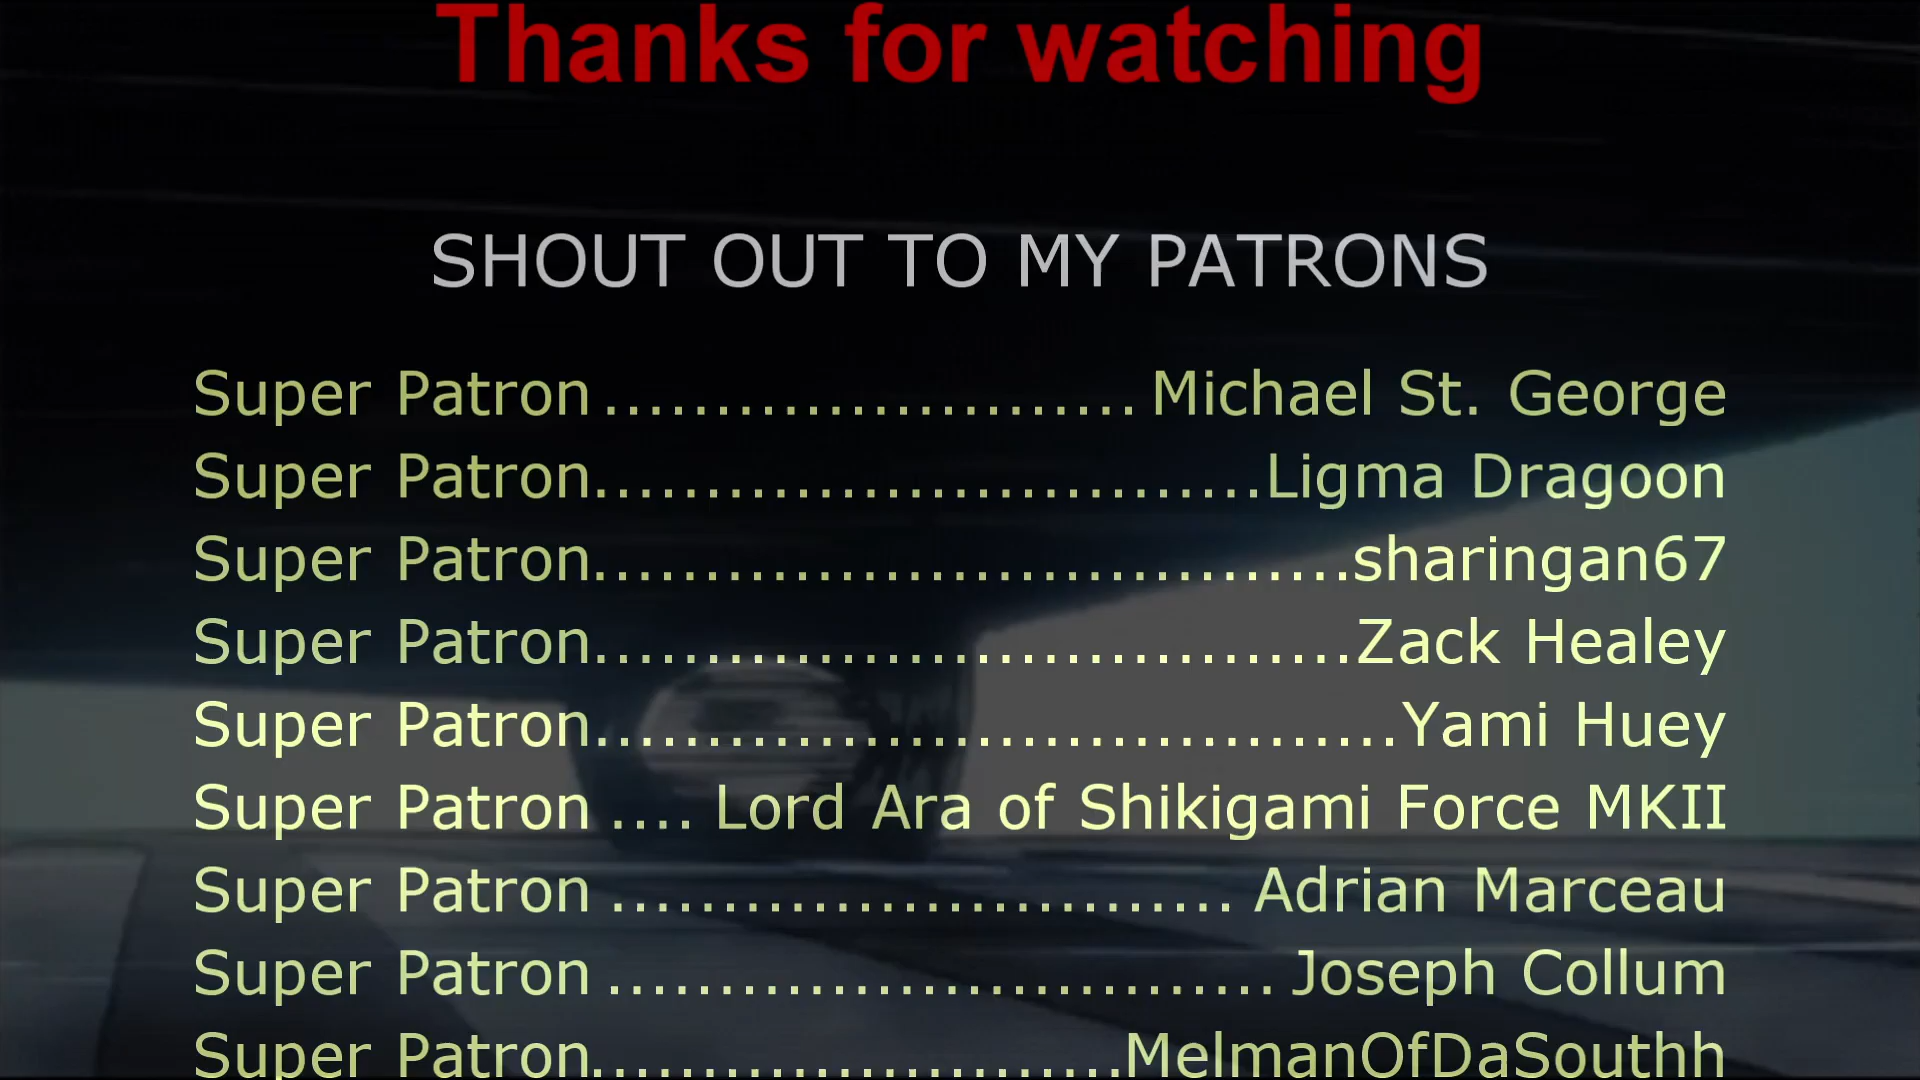 Thanks for watching
SHOUT OUT TO MY PATRONS
Super Patron ........................ Michael St. George
Super Patron..............................Ligma Dragoon
Super Patron..................................sharingan67
Super Patron..................................Zack Healey
Super Patron....................................Yami Huey
Super Patron .... Lord Ara of Shikigami Force MKII
Super Patron ............................ Adrian Marceau
Super Patron .............................. Joseph Collum
Super Patron........................MelmanOfDaSouthh